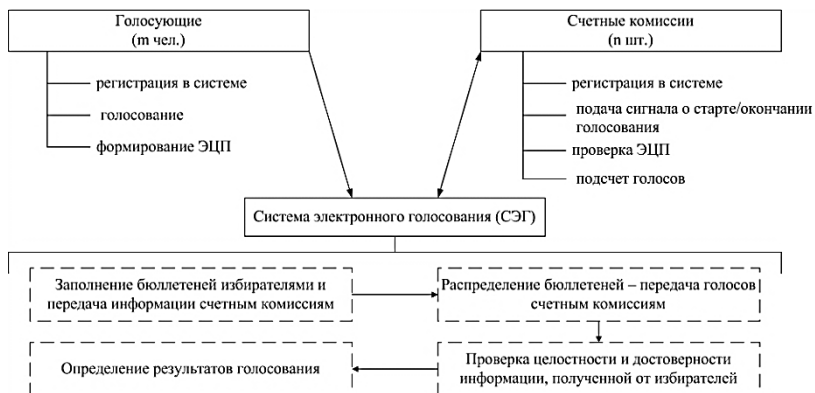 Голосующие
(m чел.)
регистрация в системе
голосование
формирование ЭЦП
Счетные комиссии
(n шт.)
регистрация в системе
подача сигнала о старте/окончании
голосования
проверка ЭЦП
подсчет голосов
Система электронного голосования (СЭГ)
Заполнение бюллетеней избирателями и
передача информации счетным комиссиям
Распределение бюллетеней – передача голосов
счетным комиссиям
Проверка целостности и достоверности
информации, полученной от избирателей
Определение результатов голосования